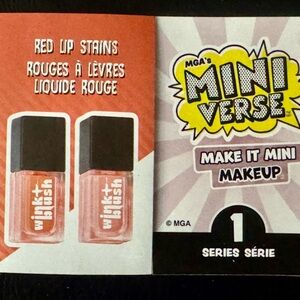 RED LIP STAINS
ROUGES À LÈVRES
LIQUIDE ROUGE
wink+
blush
wink+
blush
MGA's
MINI
VERSE
MAKE IT MINI
MAKEUP
© MGA
1
SERIES SÉRIE